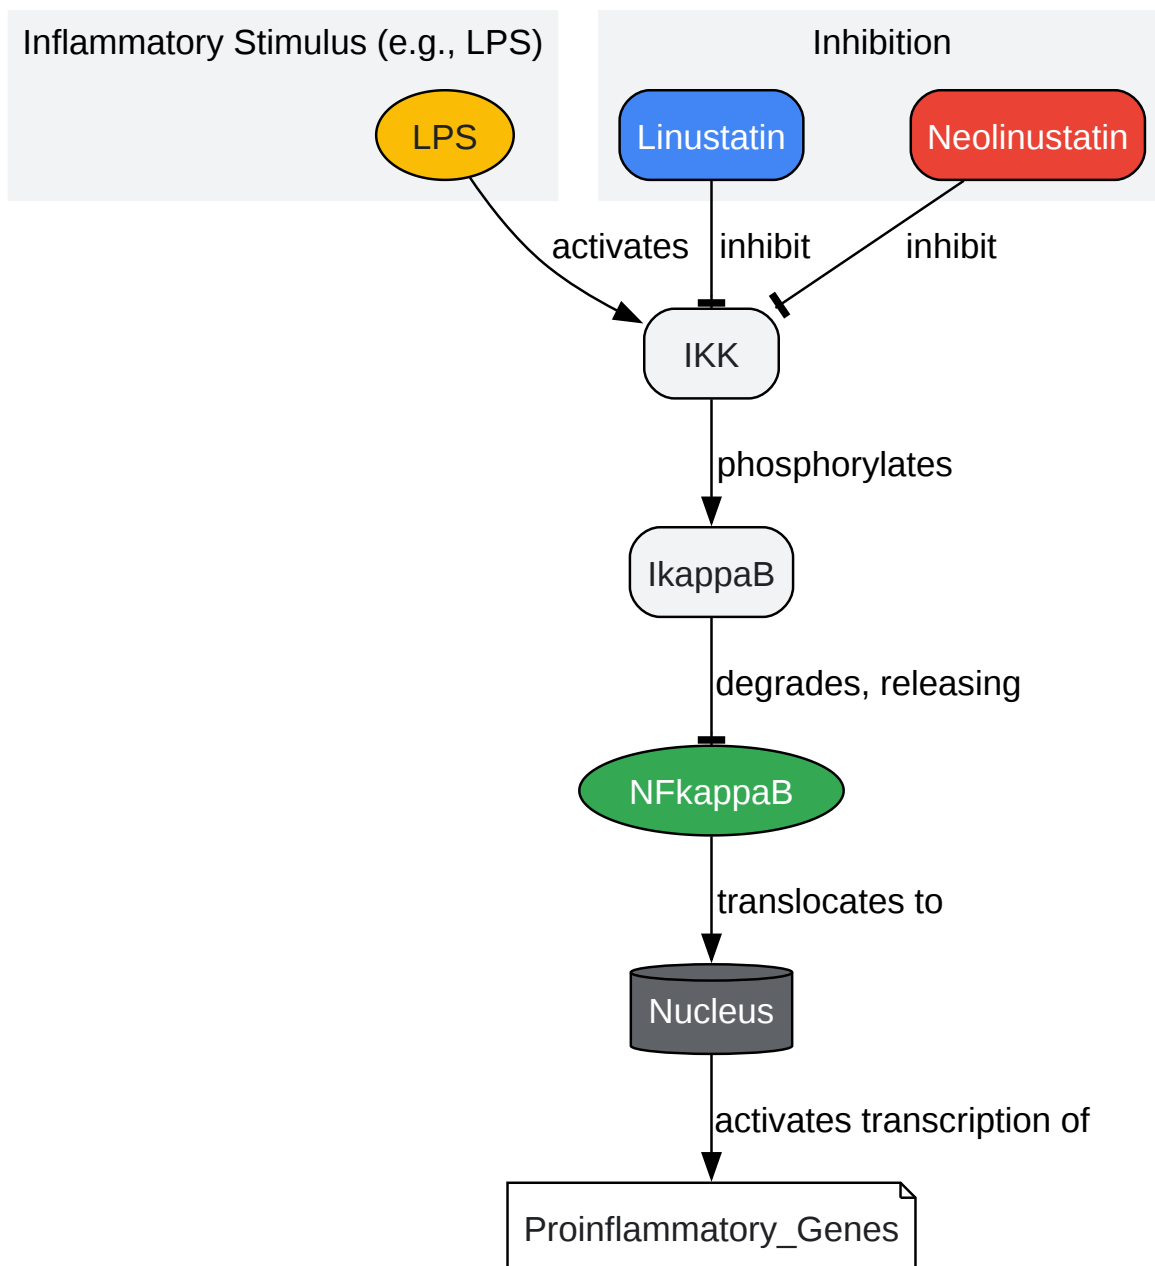 Inflammatory Stimulus (e.g., LPS)
Inhibition
LPS
Linustatin
Neolinustatin
activates
inhibit
inhibit
IKK
phosphorylates
IkappaB
degrades, releasing
NFkappaB
translocates to
Nucleus
activates transcription of
Proinflammatory_Genes